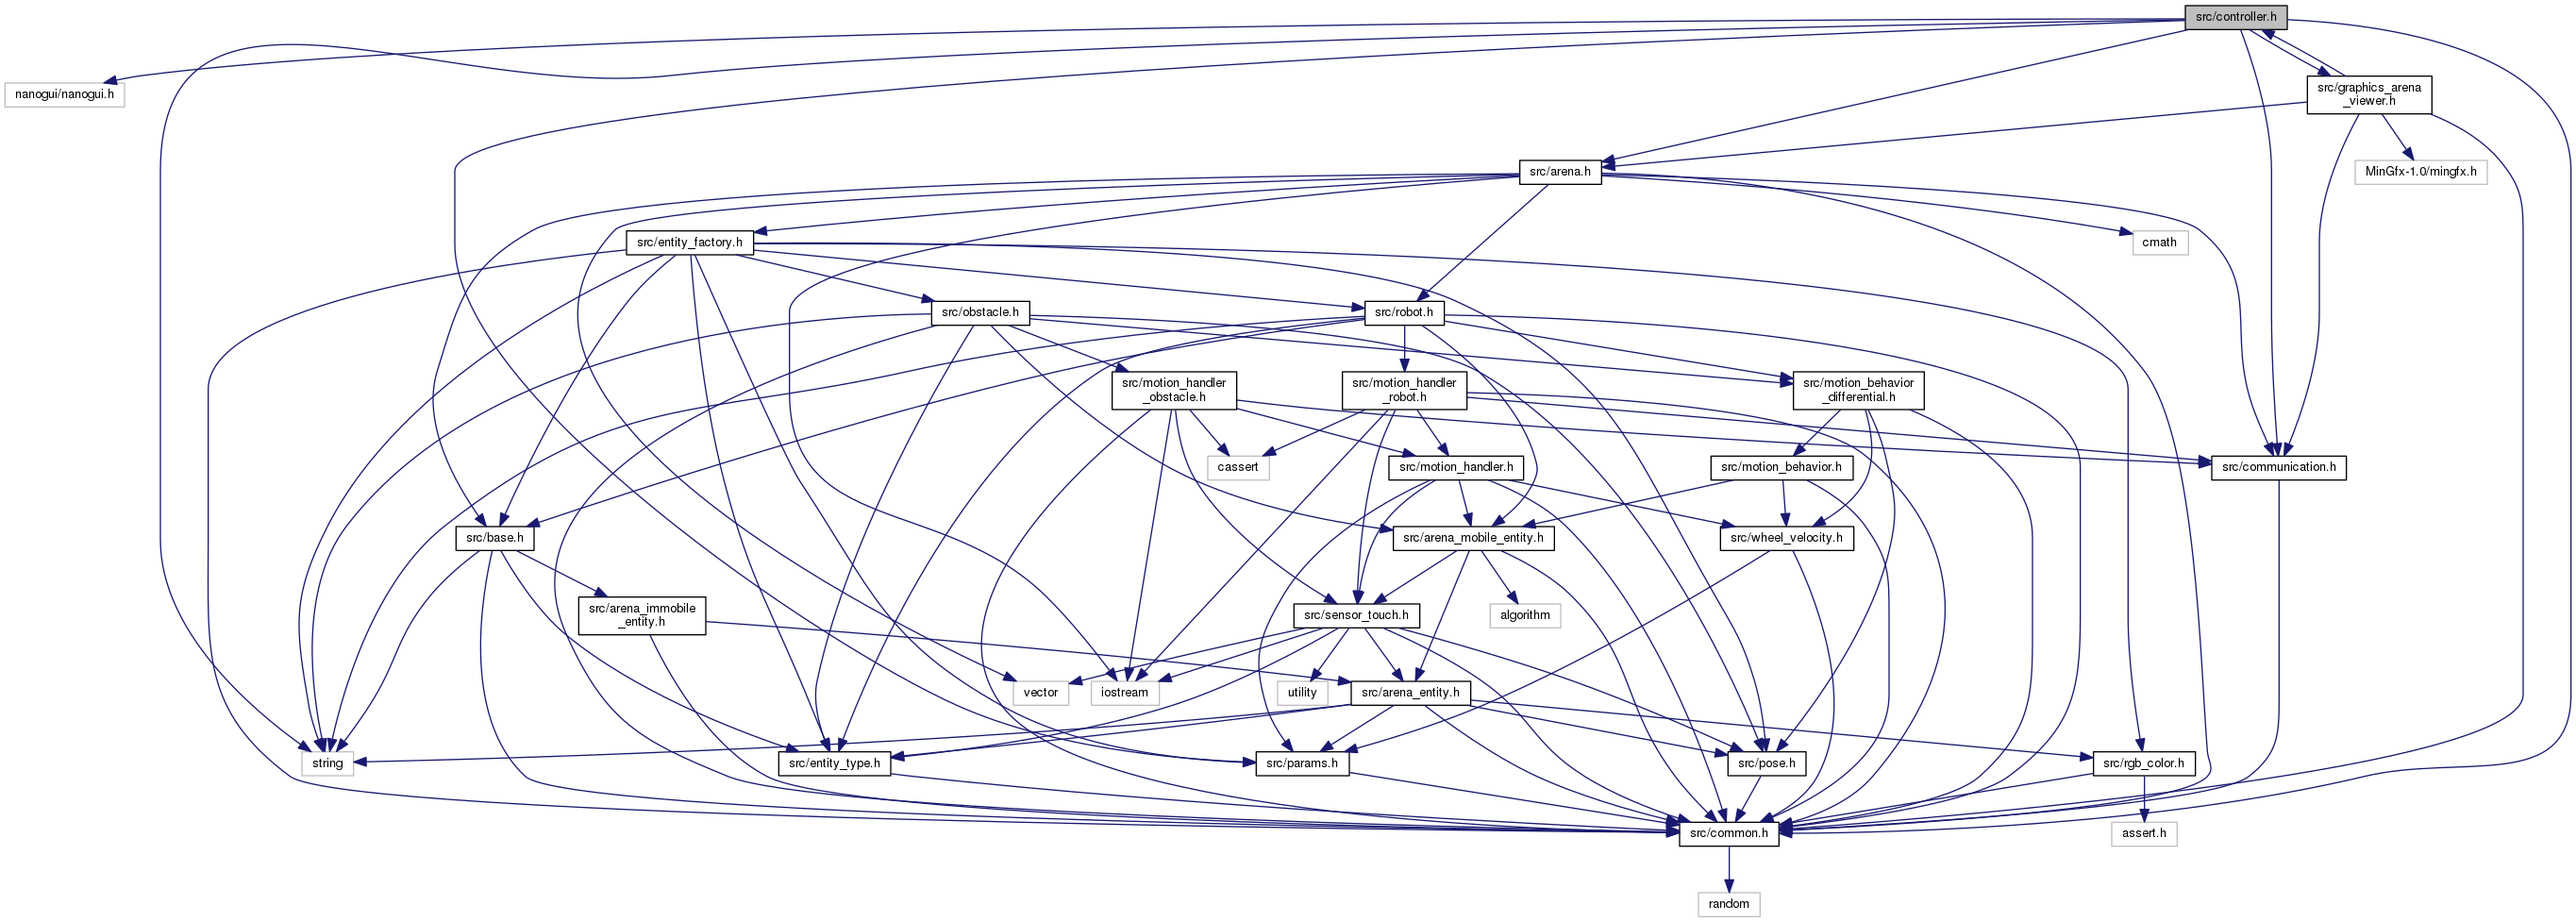 src/controller.h
nanogui/nanogui.h
src/graphics_arena
_viewer.h
src/arena.h
MinGfx-1.0/mingfx.h
src/entity_factory.h
cmath
src/obstacle.h
src/robot.h
src/motion_handler
_obstacle.h
src/motion_handler
_robot.h
src/motion_behavior
_differential.h
cassert
src/motion_handler.h
src/motion_behavior.h
src/communication.h
src/base.h
src/arena_mobile_entity.h
src/wheel_velocity.h
src/arena_immobile
_entity.h
src/sensor_touch.h
algorithm
vector
iostream
utility
src/arena_entity.h
string
src/entity_type.h
src/params.h
src/pose.h
src/rgb_color.h
src/common.h
assert.h
random